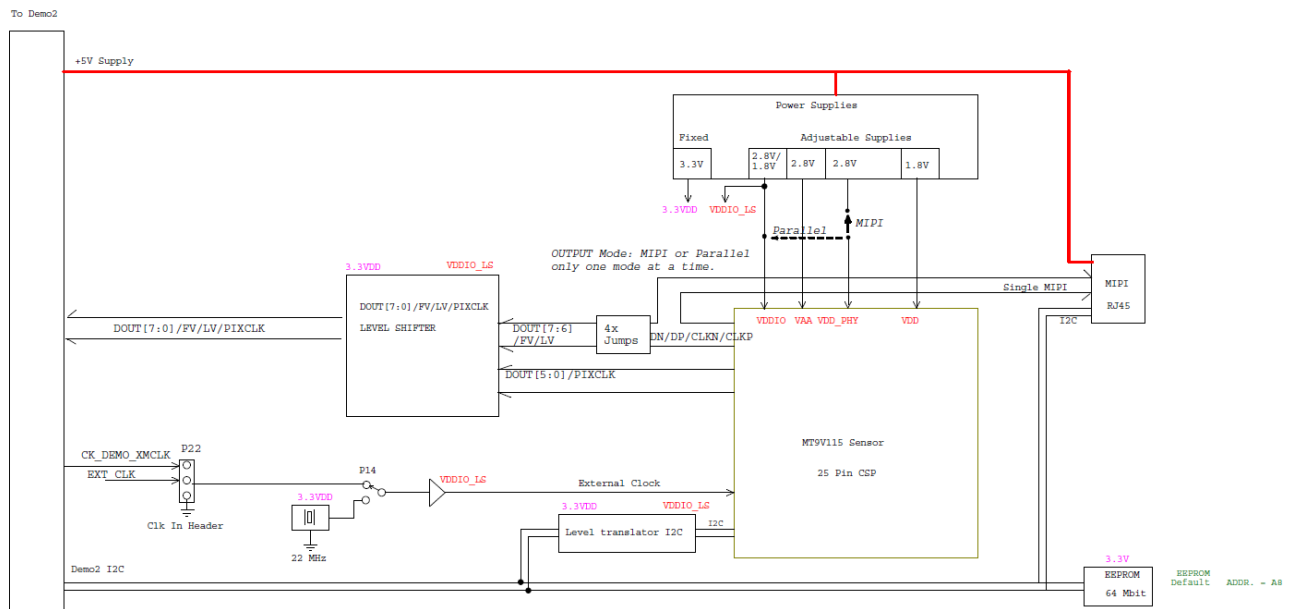 To Demo2
+5V Supply
Power Supplies
Fixed
Adjustable Supplies
3.3V
2.8V/
1.8V
2.8V
2.8V
1.8V
3.3VDD
VDDIO_LS
MIPI
Parallel
OUTPUT Mode: MIPI or Parallel
only one mode at a time.
3.3VDD
VDDIO_LS
MIPI
RJ45
Single MIPI
I2C
DOUT[7:0]/FV/LV/PIXCLK
LEVEL SHIFTER
DOUT[7:0]/FV/LV/PIXCLK
DOUT[7:6]
/FV/LV
4x
Jumps
DN/DP/CLKN/CLKP
VDDIO
VAA
VDD_PHY
VDD
DOUT[5:0]/PIXCLK
MT9V115 Sensor
25 Pin CSP
P22
CK_DEMO_XMCLK
EXT_CLK
Clk In Header
P14
VDDIO_LS
External Clock
3.3VDD
22 MHz
3.3VDD
VDDIO_LS
Level translator I2C
I2C
Demo2 I2C
3.3V
EEPROM
64 Mbit
EEPROM
Default ADDR. = A8